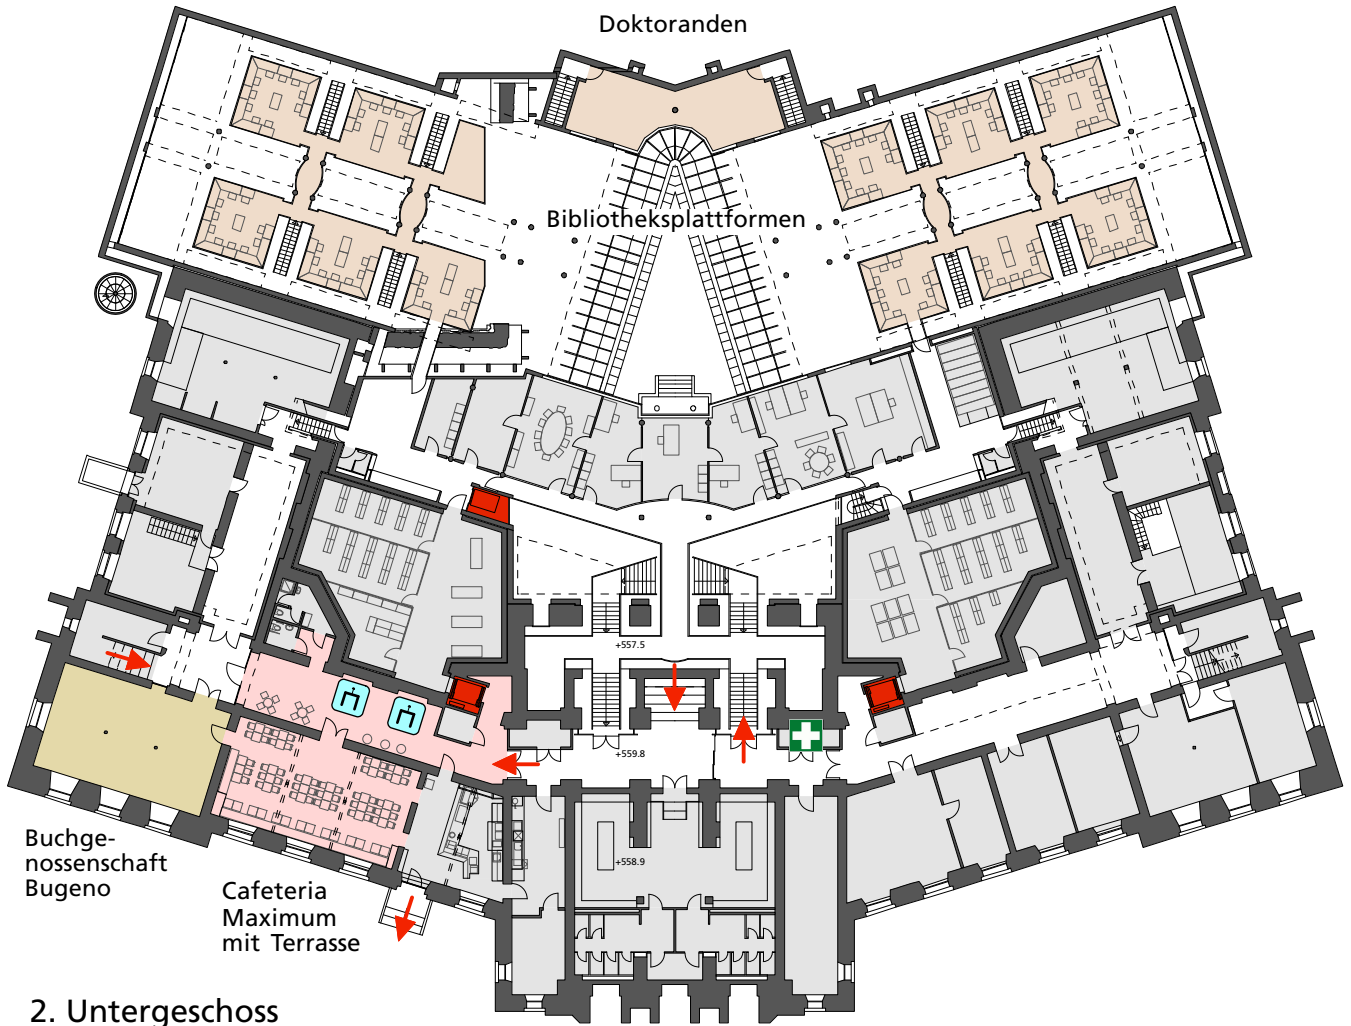 Doktoranden
Bibliotheksplattformen
+557.5
+559.8
+558.9
Buchge-
nossenschaft
Bugeno
Cafeteria
Maximum
mit Terrasse
2. Untergeschoss